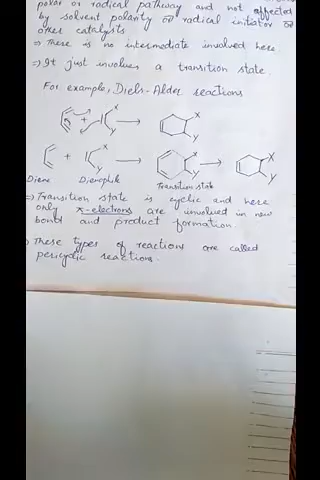 polar or radical pathway and not affected
by solvent polarity or radical initiator or
other catalysts
⇒ There is no intermediate involved here
⇒ It just involves a transition state.
For example, Diels-Alder reactions
+ X Y → X Y
+ X Y → X Y → X Y
Diene Dienophile Transition state
⇒ Transition state is cyclic and here
only π-electrons are involved in new
bond and product formation.
⇒ These types of reactions are called
pericyclic reactions.